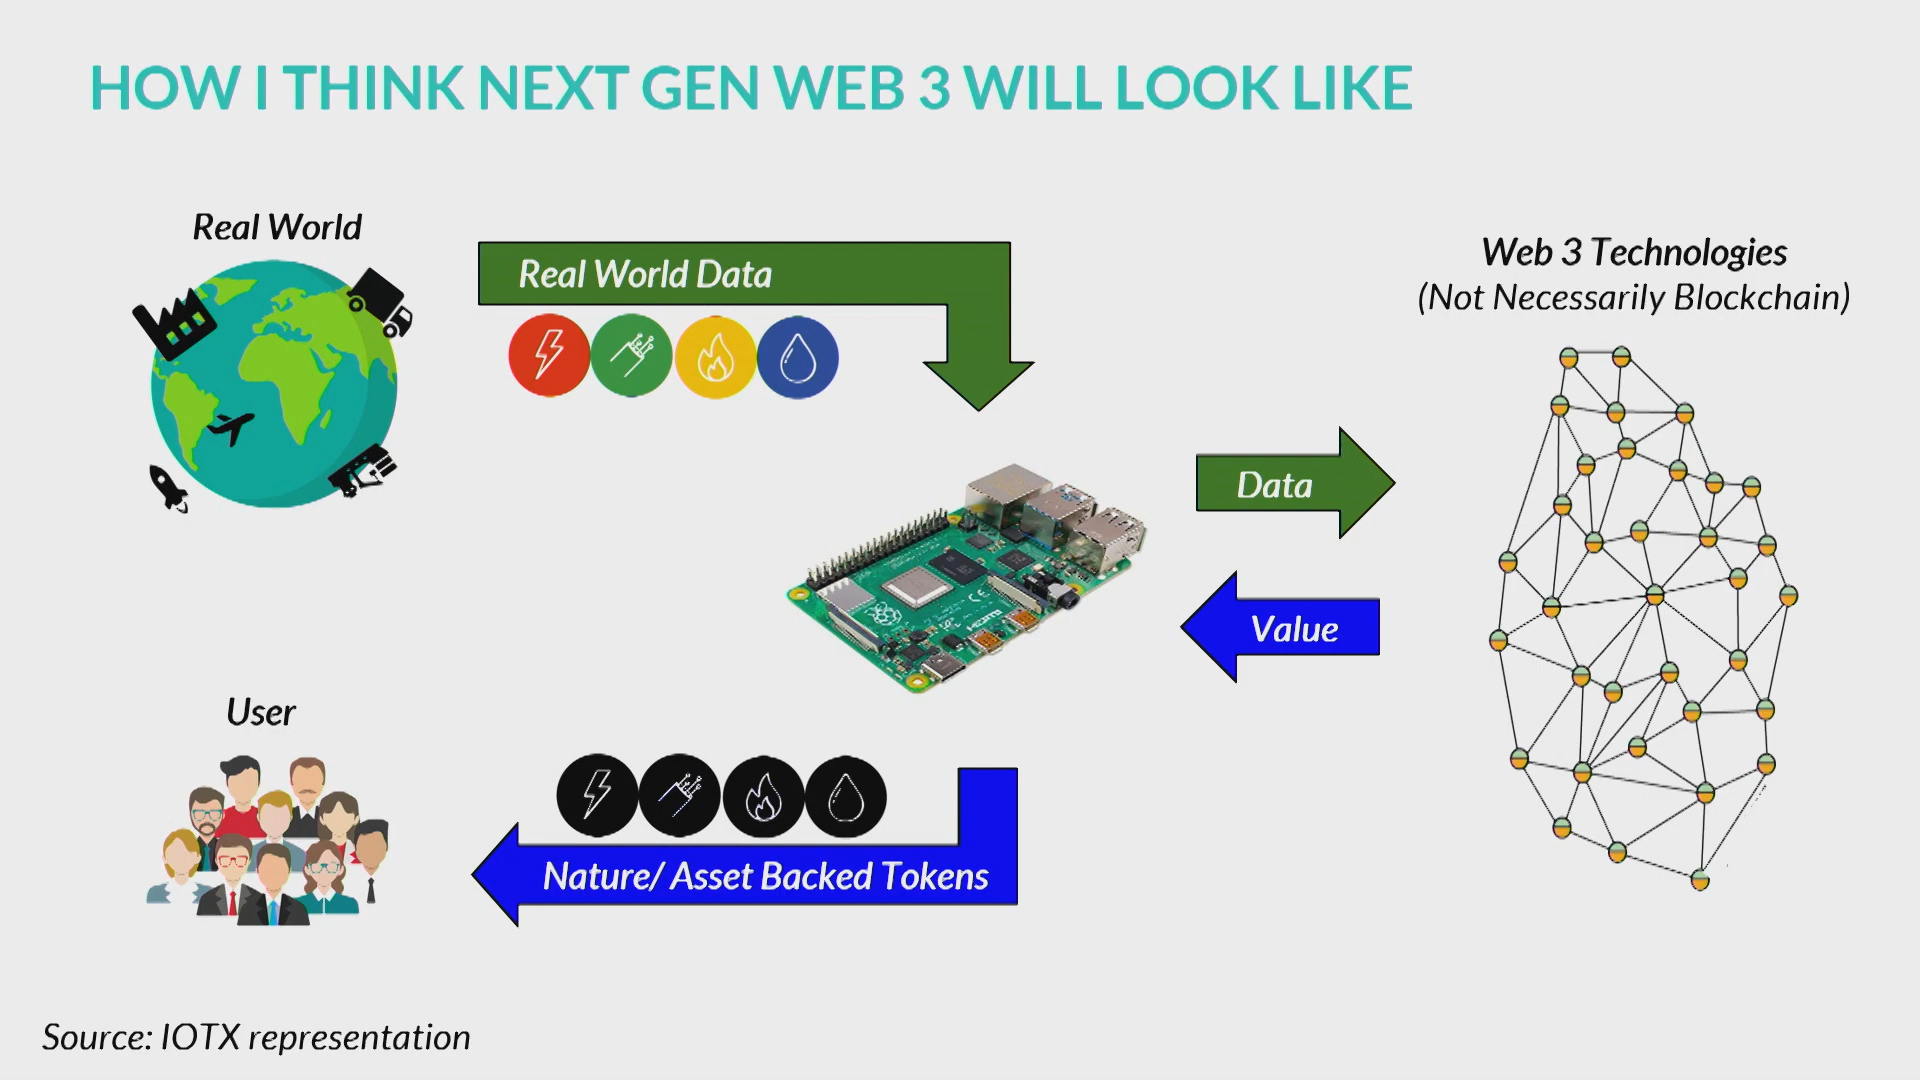 HOW I THINK NEXT GEN WEB 3 WILL LOOK LIKE
Real World
Real World Data
Web 3 Technologies
(Not Necessarily Blockchain)
Data
Value
User
Nature/ Asset Backed Tokens
Source: IOTX representation